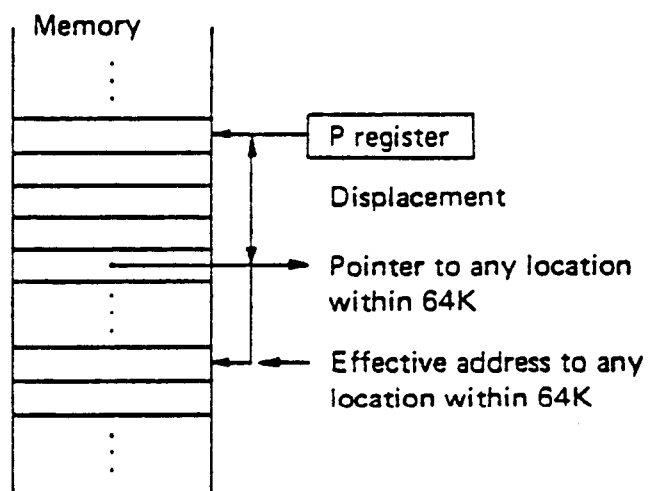 Memory
P register
Displacement
Pointer to any location
within 64K
Effective address to any
location within 64K